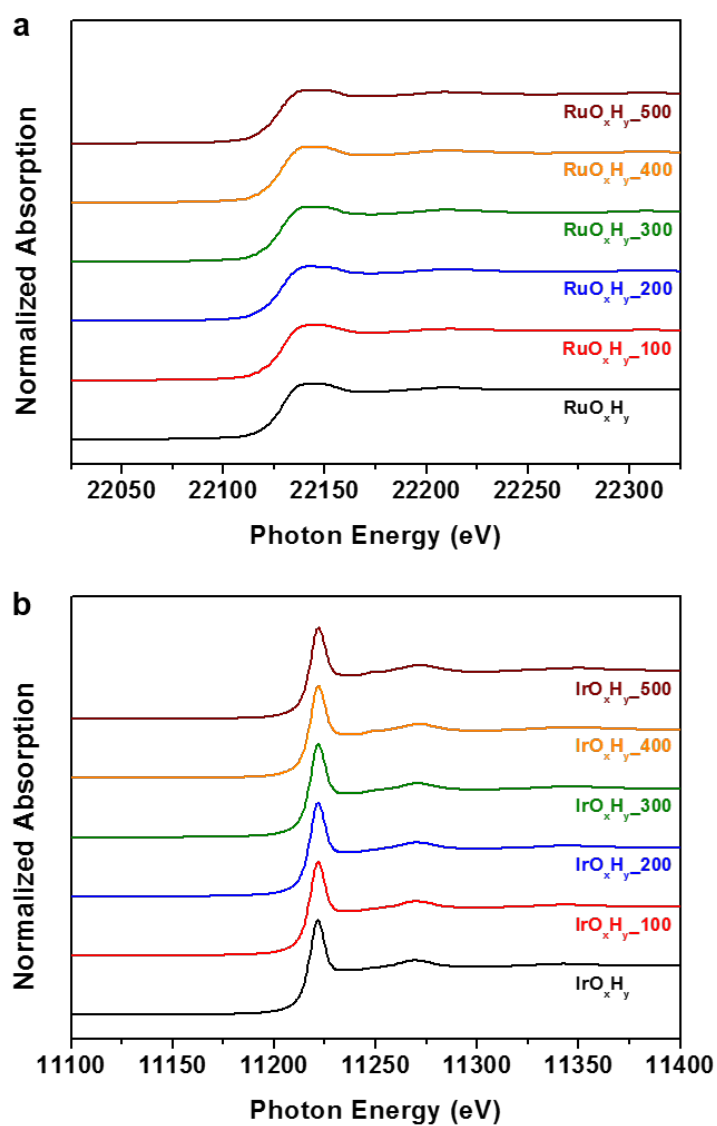 a
Normalized Absorption
RuOxHy_500
RuOxHy_400
RuOxHy_300
RuOxHy_200
RuOxHy_100
RuOxHy
22050 22100 22150 22200 22250 22300
Photon Energy (eV)
b
Normalized Absorption
IrOxHy_500
IrOxHy_400
IrOxHy_300
IrOxHy_200
IrOxHy_100
IrOxHy
11100 11150 11200 11250 11300 11350 11400
Photon Energy (eV)